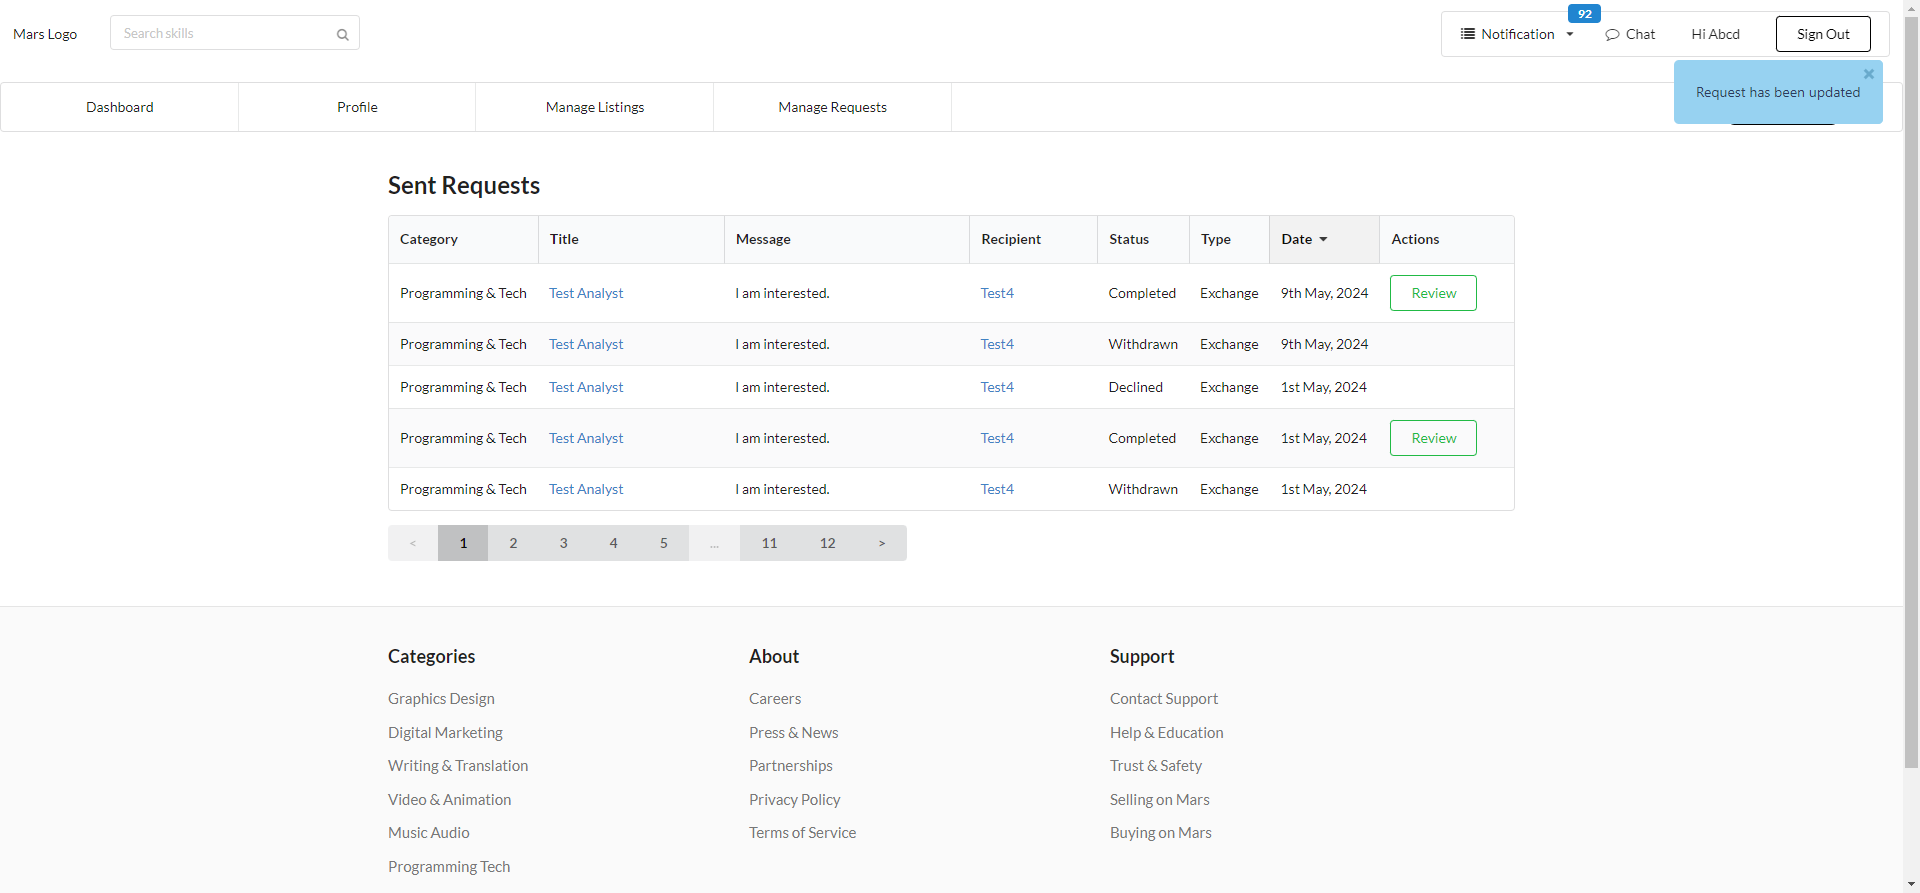 Mars Logo
Search skills
92
Notification
Chat
Hi Abcd
Sign Out
Request has been updated
Dashboard
Profile
Manage Listings
Manage Requests
Sent Requests
Category Title Message Recipient Status Type Date Actions
Programming & Tech Test Analyst I am interested. Test4 Completed Exchange 9th May, 2024 Review
Programming & Tech Test Analyst I am interested. Test4 Withdrawn Exchange 9th May, 2024
Programming & Tech Test Analyst I am interested. Test4 Declined Exchange 1st May, 2024
Programming & Tech Test Analyst I am interested. Test4 Completed Exchange 1st May, 2024 Review
Programming & Tech Test Analyst I am interested. Test4 Withdrawn Exchange 1st May, 2024
< 1 2 3 4 5 ... 11 12 >
Categories
Graphics Design
Digital Marketing
Writing & Translation
Video & Animation
Music Audio
Programming Tech
About
Careers
Press & News
Partnerships
Privacy Policy
Terms of Service
Support
Contact Support
Help & Education
Trust & Safety
Selling on Mars
Buying on Mars